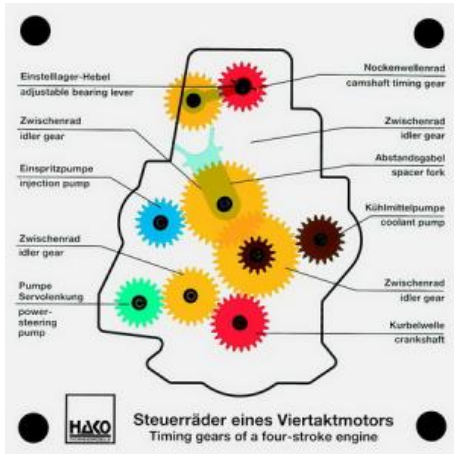 Einstellager-Hebel
adjustable bearing lever
Zwischenrad
idler gear
Einspritzpumpe
injection pump
Zwischenrad
idler gear
Pumpe
Servolenkung
power-
steering
pump
Nockenwellenrad
camshaft timing gear
Zwischenrad
idler gear
Abstandsgabel
spacer fork
Kühlmittelpumpe
coolant pump
Zwischenrad
idler gear
Kurbelwelle
crankshaft
HAKO
Steuerräder eines Viertaktmotors
Timing gears of a four-stroke engine